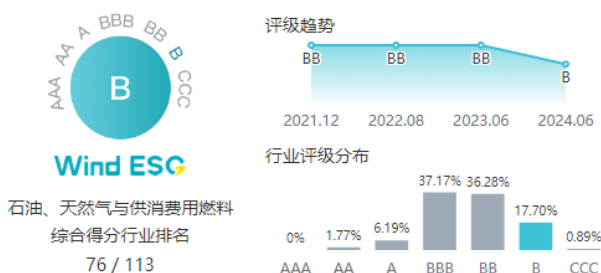 AAA
AA
A
BBB
BB
B
CCC
B
Wind ESG
石油、天然气与供消费用燃料
综合得分行业排名
76 / 113
评级趋势
BB BB BB B
2021.12 2022.08 2023.06 2024.06
行业评级分布
0% 1.77% 6.19% 37.17% 36.28% 17.70% 0.89%
AAA AA A BBB BB B CCC